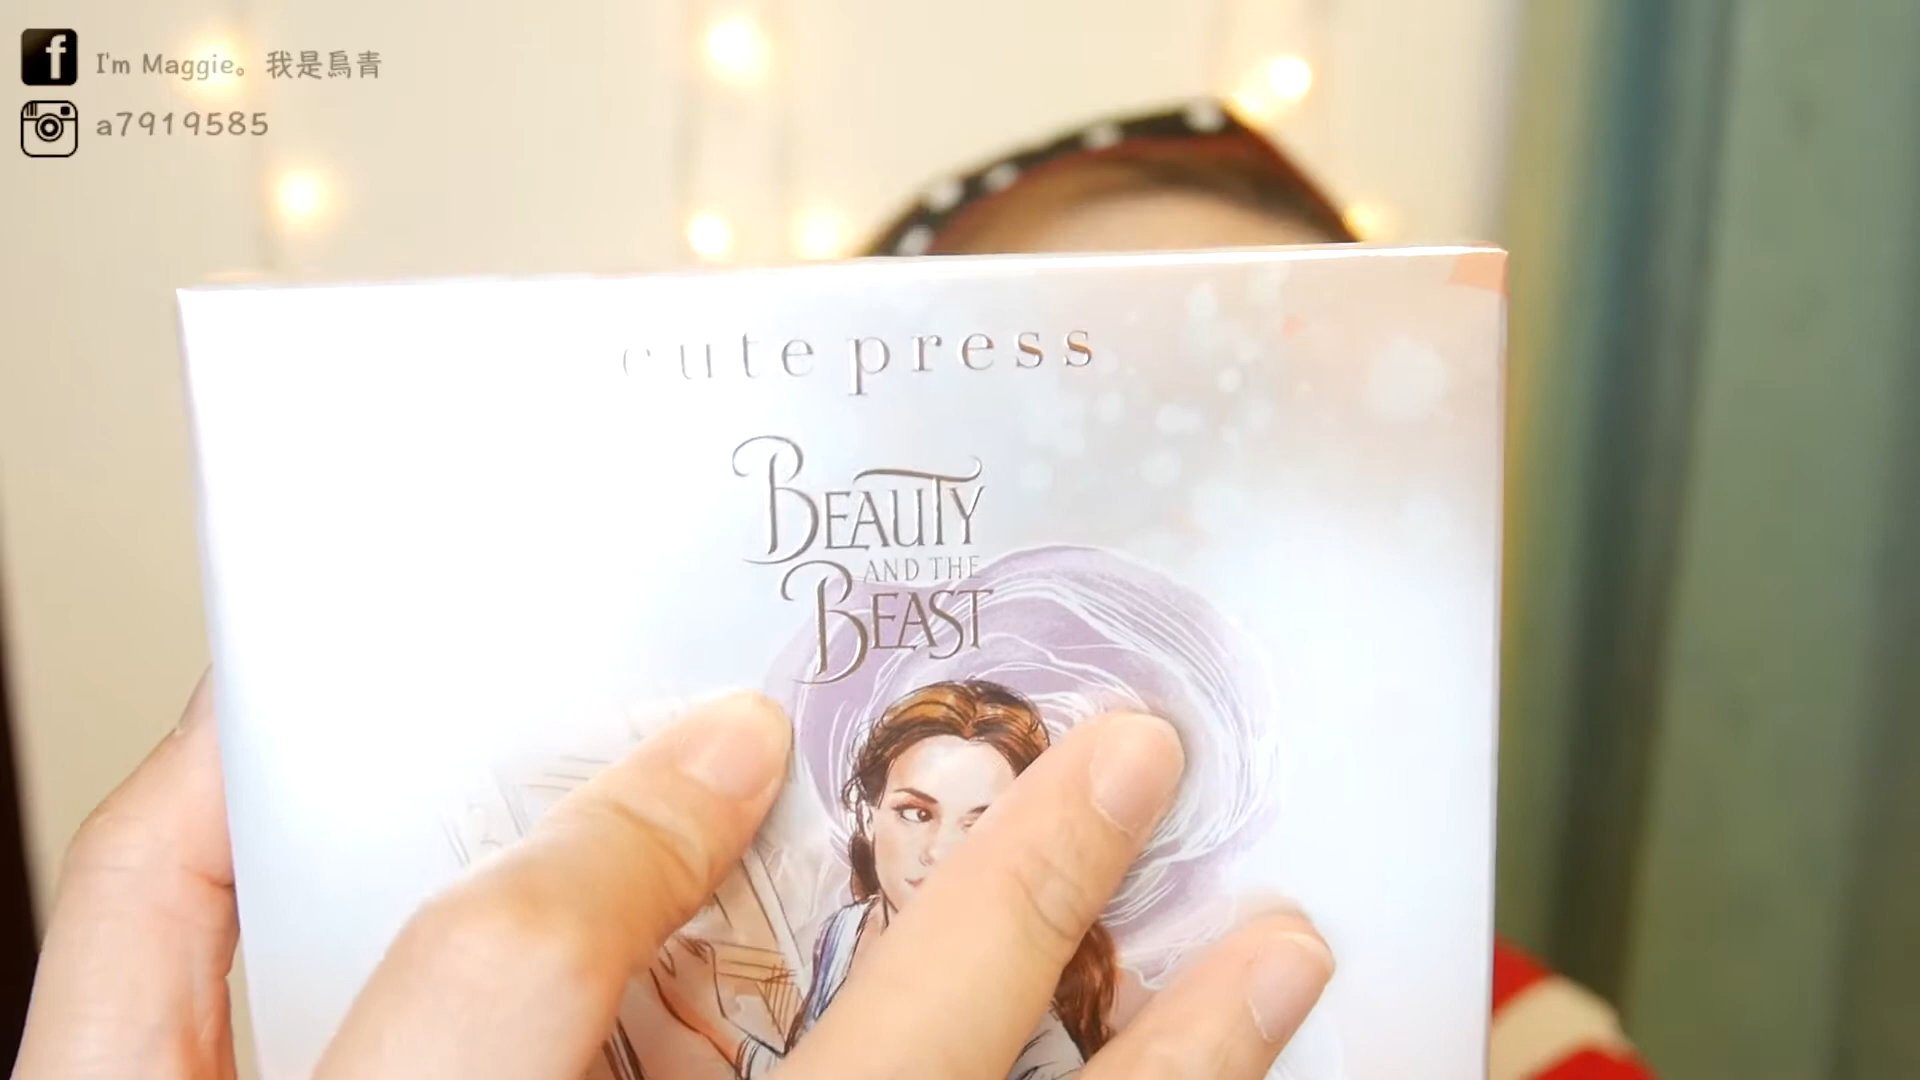 I'm Maggie。我是烏青
a7919585
cute press
BEAUTY
AND THE
BEAST